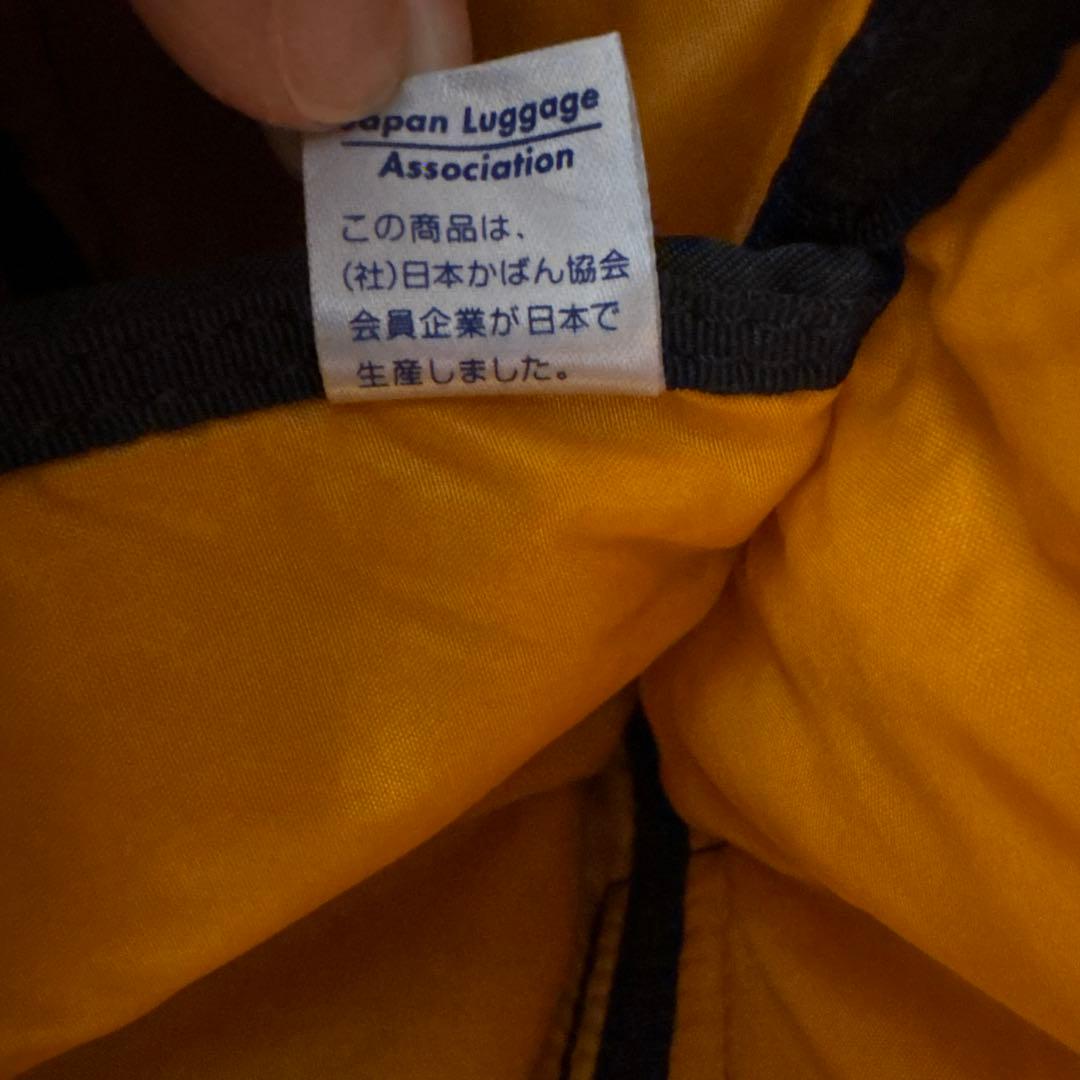 Japan Luggage
Association
この商品は、
(社)日本かばん協会
会員企業が日本で
生産しました。